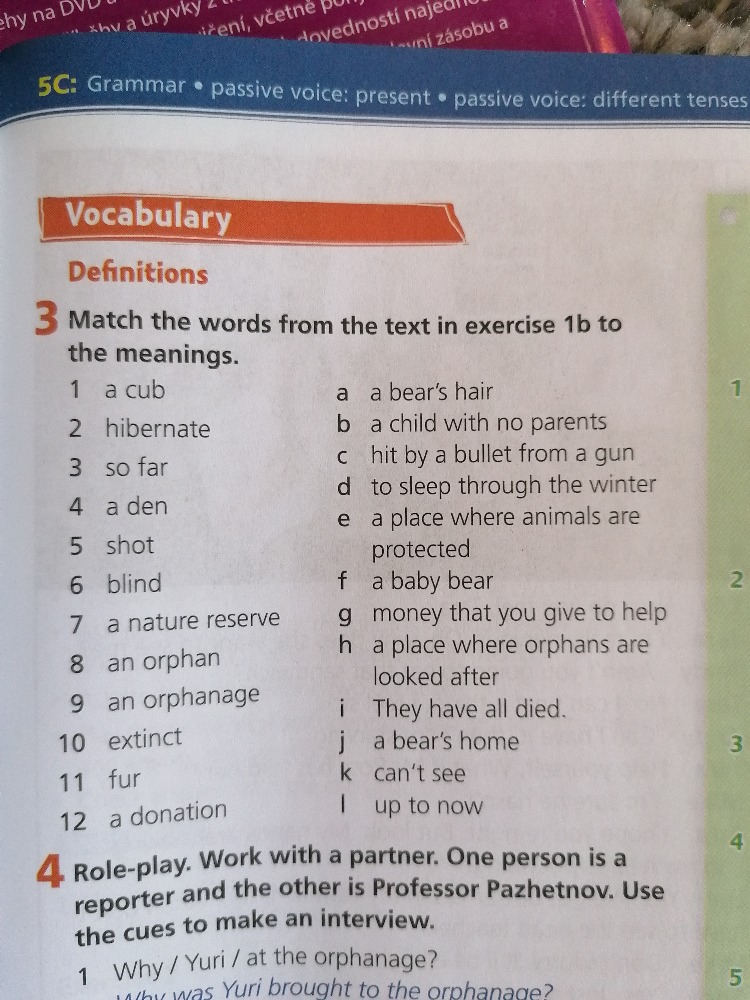 ehy na DVD a
a úryvky z
ičení, včetně
dovedností najedno
zásobu a
5C: Grammar • passive voice: present • passive voice: different tenses
Vocabulary
Definitions
3 Match the words from the text in exercise 1b to
the meanings.
1 a cub
2 hibernate
3 so far
4 a den
5 shot
6 blind
7 a nature reserve
8 an orphan
9 an orphanage
10 extinct
11 fur
12 a donation
a a bear's hair
b a child with no parents
c hit by a bullet from a gun
d to sleep through the winter
e a place where animals are
protected
f a baby bear
g money that you give to help
h a place where orphans are
looked after
i They have all died.
j a bear's home
k can't see
l up to now
4 Role-play. Work with a partner. One person is a
reporter and the other is Professor Pazhetnov. Use
the cues to make an interview.
1 Why / Yuri / at the orphanage?
Why was Yuri brought to the orphanage?
1
2
3
4
5